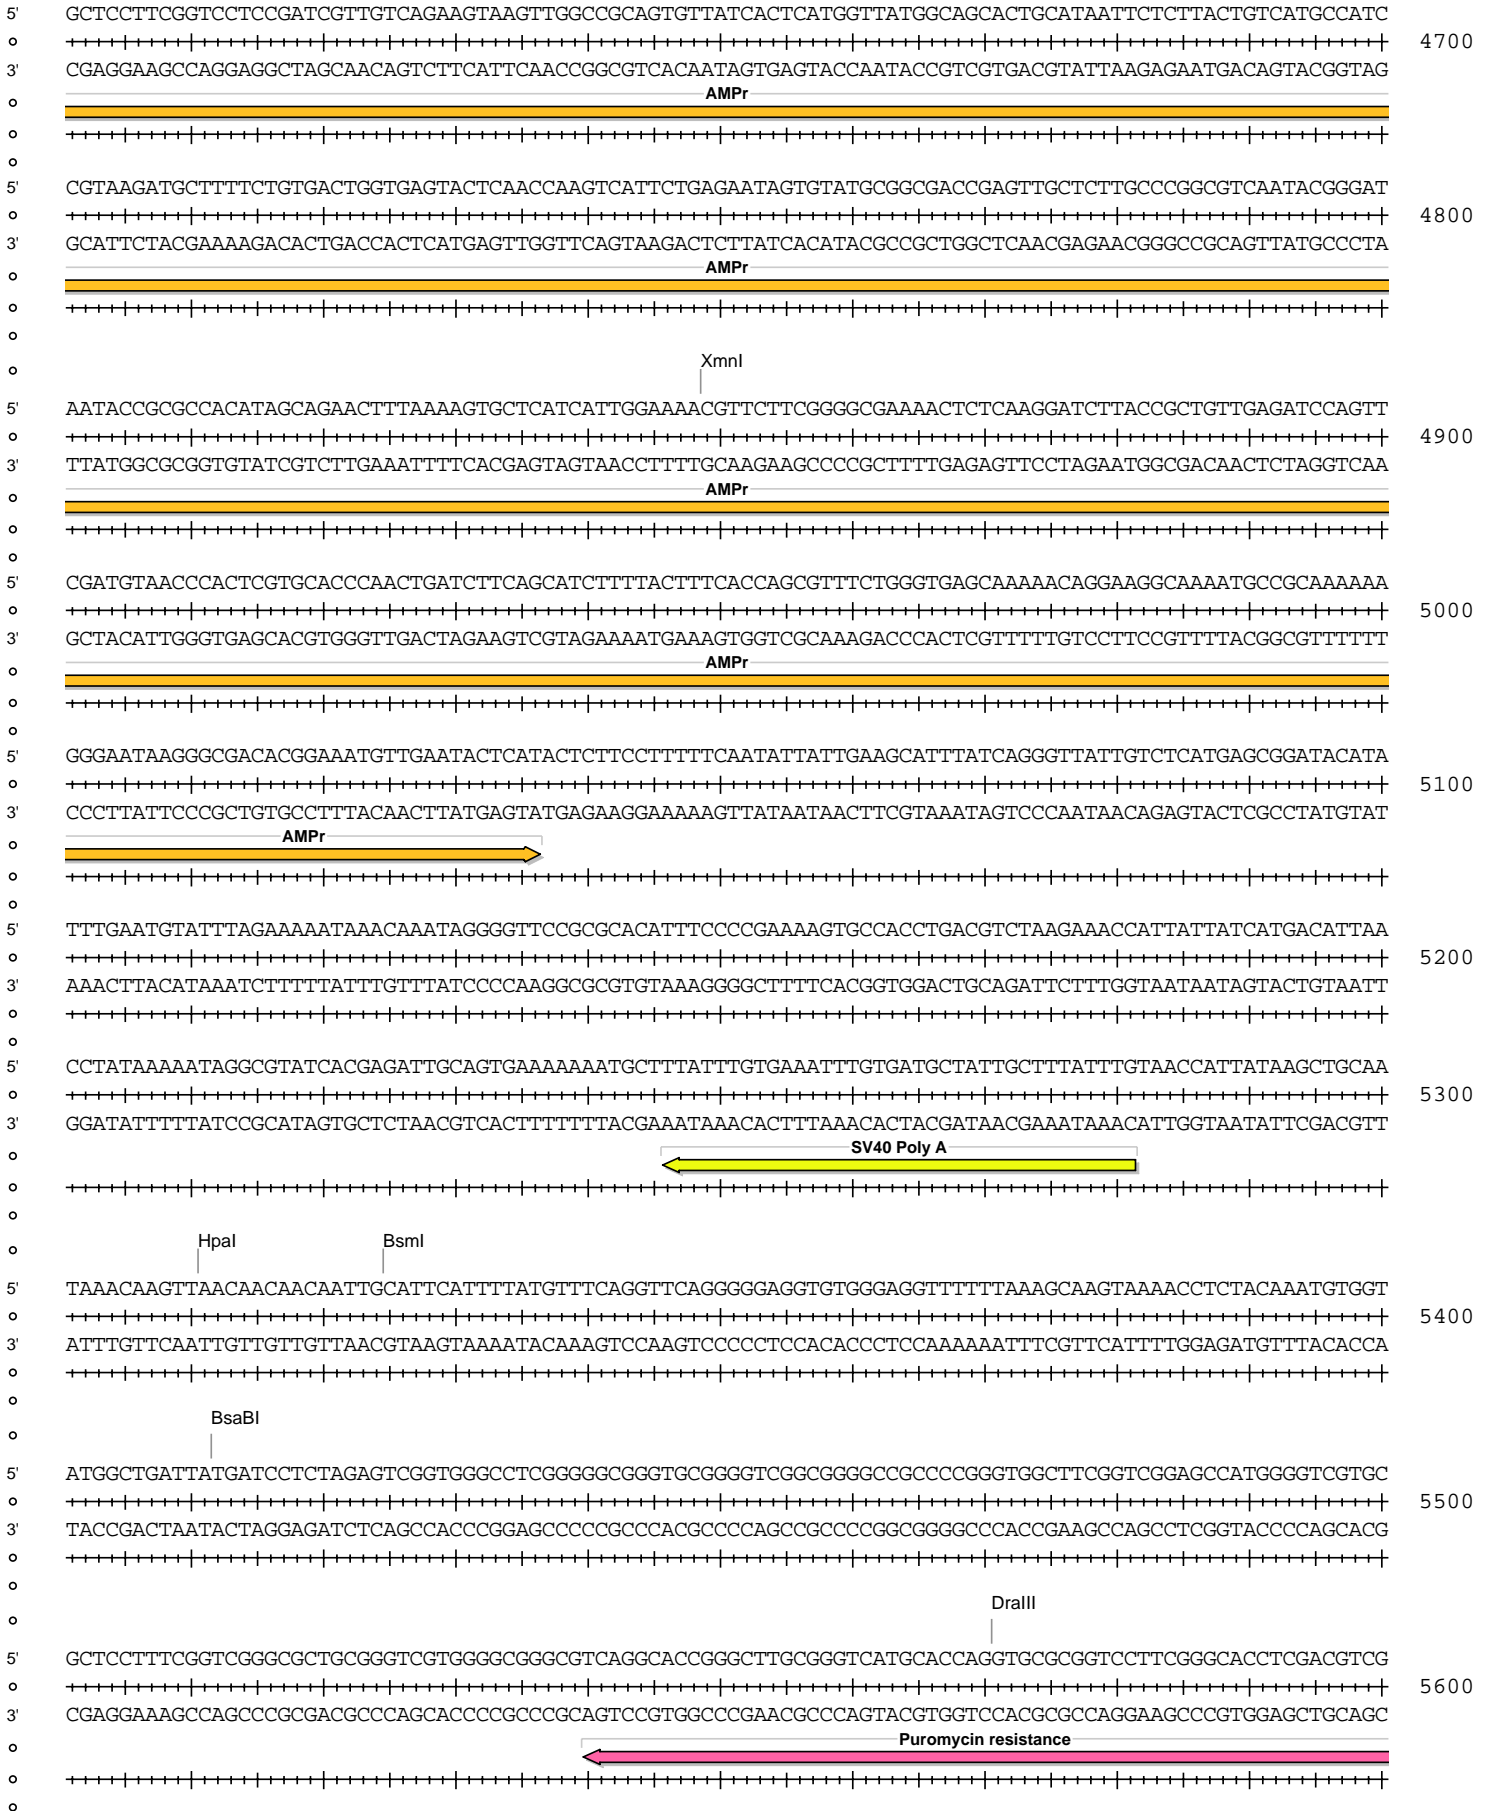 5' GCTCCTTCGGTCCTCCGATCGTTGTCAGAAGTAAGTTGGCCGCAGTGTTATCACTCATGGTTATGGCAGCACTGCATAATTCTCTTACTGTCATGCCATC
4700
3' CGAGGAAGCCAGGAGGCTAGCAACAGTCTTCATTCAACCGGCGTCACAATAGTGAGTACCAATACCGTCGTGACGTATTAAGAGAATGACAGTACGGTAG
AMPr
5' CGTAAGATGCTTTTCTGTGACTGGTGAGTACTCAACCAAGTCATTCTGAGAATAGTGTATGCGGCGACCGAGTTGCTCTTGCCCGGCGTCAATACGGGAT
4800
3' GCATTCTACGAAAAGACACTGACCACTCATGAGTTGGTTCAGTAAGACTCTTATCACATACGCCGCTGGCTCAACGAGAACGGGCCGCAGTTATGCCCTA
AMPr
XmnI
5' AATACCGCGCCACATAGCAGAACTTTAAAAGTGCTCATCATTGGAAAACGTTCTTCGGGGCGAAAACTCTCAAGGATCTTACCGCTGTTGAGATCCAGTT
4900
3' TTATGGCGCGGTGTATCGTCTTGAAATTTTCACGAGTAGTAACCTTTTGCAAGAAGCCCCGCTTTTGAGAGTTCCTAGAATGGCGACAACTCTAGGTCAA
AMPr
5' CGATGTAACCCACTCGTGCACCCAACTGATCTTCAGCATCTTTTACTTTCACCAGCGTTTCTGGGTGAGCAAAAACAGGAAGGCAAAATGCCGCAAAAAA
5000
3' GCTACATTGGGTGAGCACGTGGGTTGACTAGAAGTCGTAGAAAATGAAAGTGGTCGCAAAGACCCACTCGTTTTTGTCCTTCCGTTTTACGGCGTTTTTT
AMPr
5' GGGAATAAGGGCGACACGGAAATGTTGAATACTCATACTCTTCCTTTTTCAATATTATTGAAGCATTTATCAGGGTTATTGTCTCATGAGCGGATACATA
5100
3' CCCTTATTCCCGCTGTGCCTTTACAACTTATGAGTATGAGAAGGAAAAAGTTATAATAACTTCGTAAATAGTCCCAATAACAGAGTACTCGCCTATGTAT
AMPr
5' TTTGAATGTATTTAGAAAAATAAACAAATAGGGGTTCCGCGCACATTTCCCCGAAAAGTGCCACCTGACGTCTAAGAAACCATTATTATCATGACATTAA
5200
3' AAACTTACATAAATCTTTTTATTTGTTTATCCCCAAGGCGCGTGTAAAGGGGCTTTTCACGGTGGACTGCAGATTCTTTGGTAATAATAGTACTGTAATT
5' CCTATAAAAATAGGCGTATCACGAGATTGCAGTGAAAAAAATGCTTTATTTGTGAAATTTGTGATGCTATTGCTTTATTTGTAACCATTATAAGCTGCAA
5300
3' GGATATTTTTATCCGCATAGTGCTCTAACGTCACTTTTTTTACGAAATAAACACTTTAAACACTACGATAACGAAATAAACATTGGTAATATTCGACGTT
SV40 Poly A
HpaI BsmI
5' TAAACAAGTTAACAACAACAATTGCATTCATTTTATGTTTCAGGTTCAGGGGGAGGTGTGGGAGGTTTTTTAAAGCAAGTAAAACCTCTACAAATGTGGT
5400
3' ATTTGTTCAATTGTTGTTGTTAACGTAAGTAAAATACAAAGTCCAAGTCCCCCTCCACACCCTCCAAAAAATTTCGTTCATTTTGGAGATGTTTACACCA
BsaBI
5' ATGGCTGATTATGATCCTCTAGAGTCGGTGGGCCTCGGGGGCGGGTGCGGGGTCGGCGGGGCCGCCCCGGGTGGCTTCGGTCGGAGCCATGGGGTCGTGC
5500
3' TACCGACTAATACTAGGAGATCTCAGCCACCCGGAGCCCCCGCCCACGCCCCAGCCGCCCCGGCGGGGCCCACCGAAGCCAGCCTCGGTACCCCAGCACG
DraIII
5' GCTCCTTTCGGTCGGGCGCTGCGGGTCGTGGGGCGGGCGTCAGGCACCGGGCTTGCGGGTCATGCACCAGGTGCGCGGTCCTTCGGGCACCTCGACGTCG
5600
3' CGAGGAAAGCCAGCCCGCGACGCCCAGCACCCCGCCCGCAGTCCGTGGCCCGAACGCCCAGTACGTGGTCCACGCGCCAGGAAGCCCGTGGAGCTGCAGC
Puromycin resistance